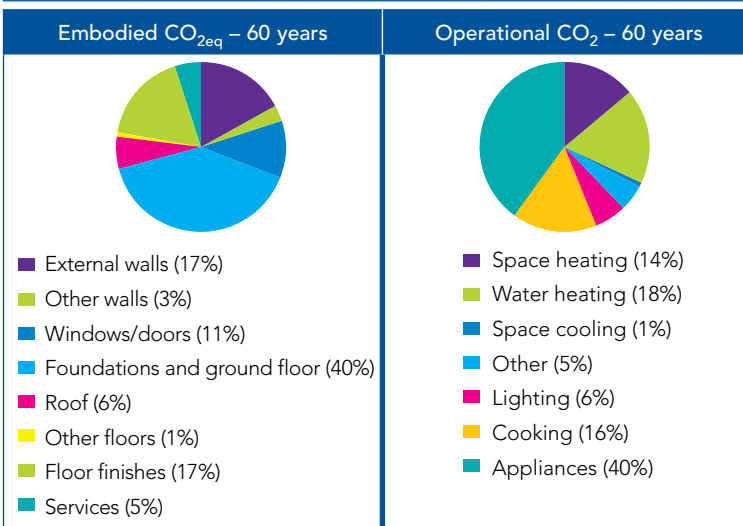 Embodied CO2eq – 60 years
External walls (17%)
Other walls (3%)
Windows/doors (11%)
Foundations and ground floor (40%)
Roof (6%)
Other floors (1%)
Floor finishes (17%)
Services (5%)
Operational CO2 – 60 years
Space heating (14%)
Water heating (18%)
Space cooling (1%)
Other (5%)
Lighting (6%)
Cooking (16%)
Appliances (40%)